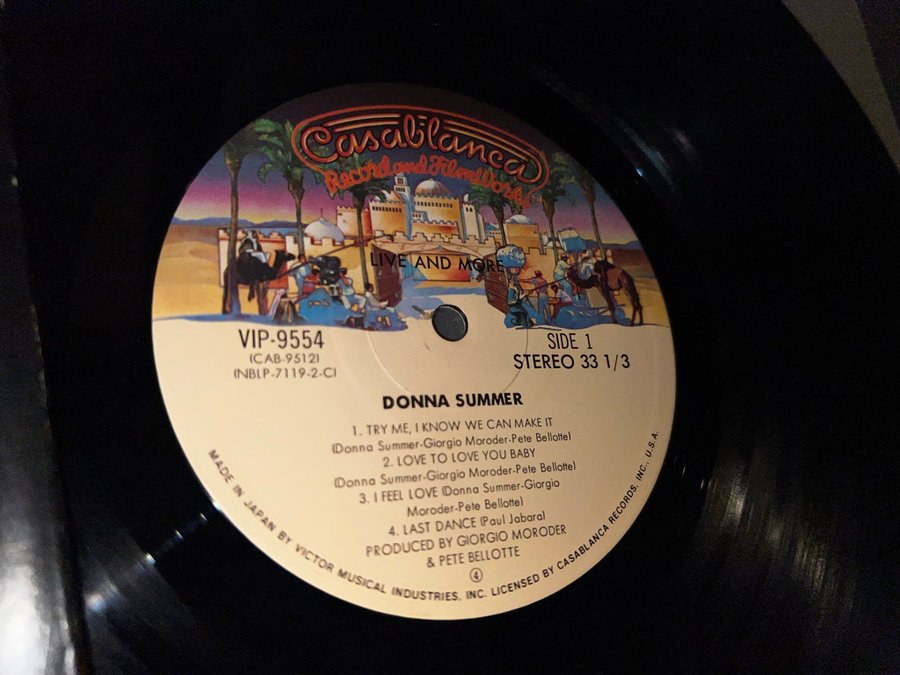 Casablanca
Record and FilmWorks
LIVE AND MORE
VIP-9554
(CAB-9512)
(NBLP-7119-2-C)
SIDE 1
STEREO 33 1/3
DONNA SUMMER
1. TRY ME, I KNOW WE CAN MAKE IT
(Donna Summer-Giorgio Moroder-Pete Bellotte)
2. LOVE TO LOVE YOU BABY
(Donna Summer-Giorgio Moroder-Pete Bellotte)
3. I FEEL LOVE (Donna Summer-Giorgio
Moroder-Pete Bellotte)
4. LAST DANCE (Paul Jabara)
PRODUCED BY GIORGIO MORODER
& PETE BELLOTTE
④
MADE IN JAPAN BY VICTOR MUSICAL INDUSTRIES, INC. LICENSED BY CASABLANCA RECORDS, INC., U.S.A.